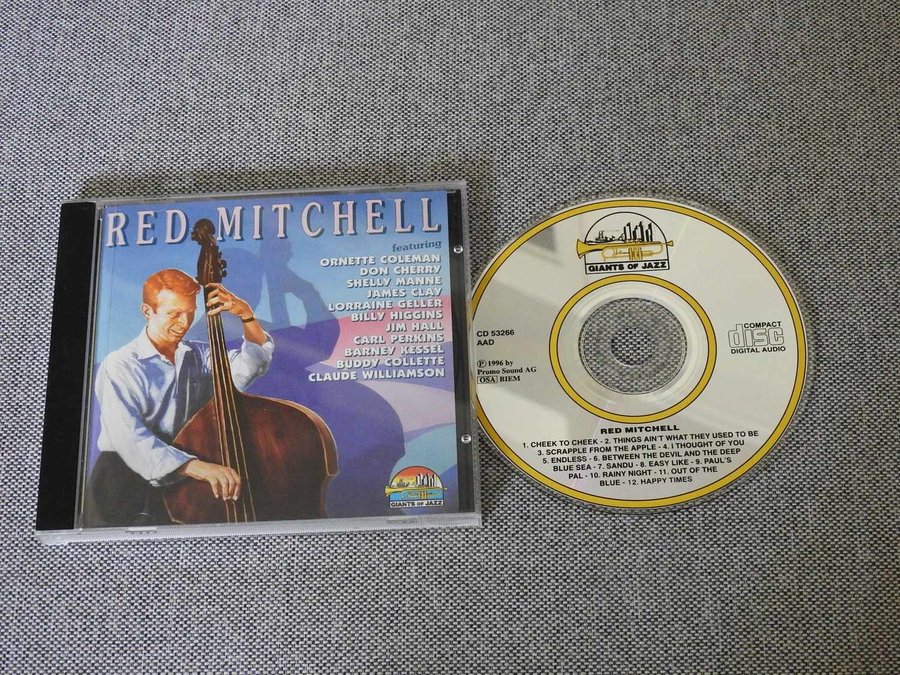 RED MITCHELL
featuring
ORNETTE COLEMAN
DON CHERRY
SHELLY MANNE
JAMES CLAY
LORRAINE GELLER
BILLY HIGGINS
JIM HALL
CARL PERKINS
BARNEY KESSEL
BUDDY COLLETTE
CLAUDE WILLIAMSON
GIANTS OF JAZZ
GIANTS OF JAZZ
CD 53266
AAD
℗ 1996 by
Promo Sound AG
OSA BIEM
COMPACT
disc
DIGITAL AUDIO
RED MITCHELL
1. CHEEK TO CHEEK - 2. THINGS AIN'T WHAT THEY USED TO BE
3. SCRAPPLE FROM THE APPLE - 4. I THOUGHT OF YOU
5. ENDLESS - 6. BETWEEN THE DEVIL AND THE DEEP
BLUE SEA - 7. SANDU - 8. EASY LIKE - 9. PAUL'S
PAL - 10. RAINY NIGHT - 11. OUT OF THE
BLUE - 12. HAPPY TIMES